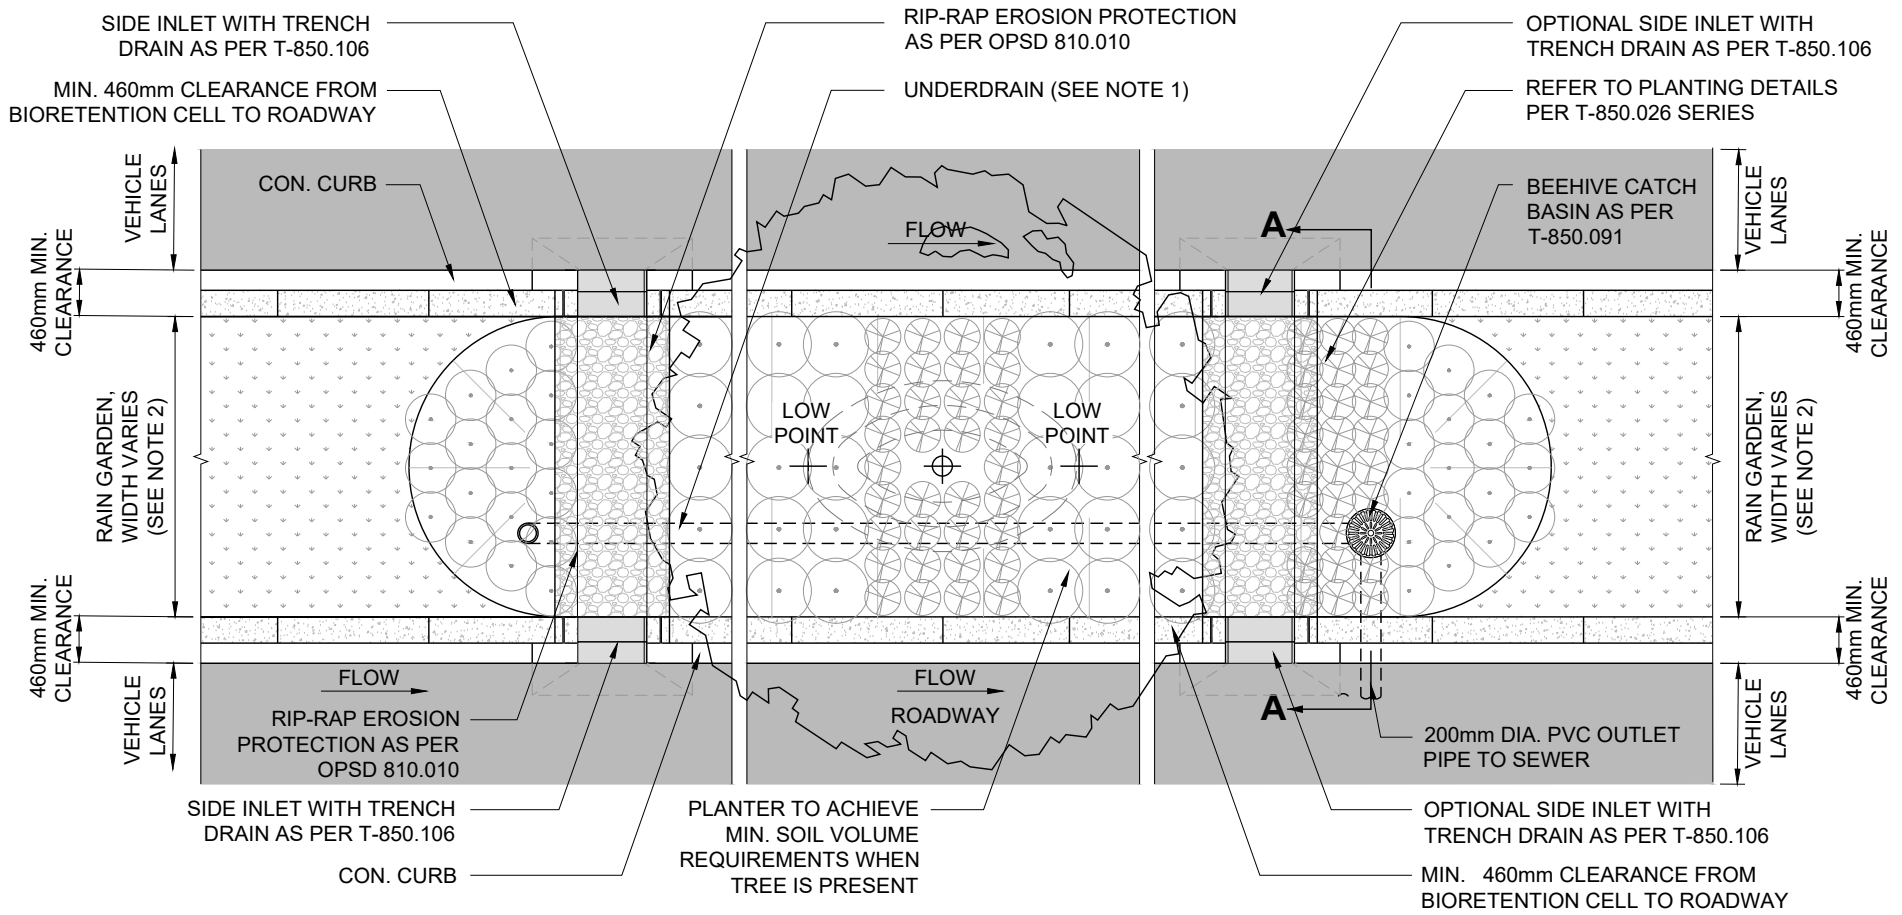 SIDE INLET WITH TRENCH
DRAIN AS PER T-850.106
MIN. 460mm CLEARANCE FROM
BIORETENTION CELL TO ROADWAY
RIP-RAP EROSION PROTECTION
AS PER OPSD 810.010
UNDERDRAIN (SEE NOTE 1)
OPTIONAL SIDE INLET WITH
TRENCH DRAIN AS PER T-850.106
REFER TO PLANTING DETAILS
PER T-850.026 SERIES
VEHICLE
LANES
CON. CURB
FLOW
A
BEEHIVE CATCH
BASIN AS PER
T-850.091
VEHICLE
LANES
460mm MIN.
CLEARANCE
460mm MIN.
CLEARANCE
RAIN GARDEN,
WIDTH VARIES
(SEE NOTE 2)
LOW
POINT
LOW
POINT
RAIN GARDEN,
WIDTH VARIES
(SEE NOTE 2)
460mm MIN.
CLEARANCE
460mm MIN.
CLEARANCE
VEHICLE
LANES
FLOW
RIP-RAP EROSION
PROTECTION AS PER
OPSD 810.010
FLOW
ROADWAY
A
200mm DIA. PVC OUTLET
PIPE TO SEWER
VEHICLE
LANES
SIDE INLET WITH TRENCH
DRAIN AS PER T-850.106
CON. CURB
PLANTER TO ACHIEVE
MIN. SOIL VOLUME
REQUIREMENTS WHEN
TREE IS PRESENT
OPTIONAL SIDE INLET WITH
TRENCH DRAIN AS PER T-850.106
MIN. 460mm CLEARANCE FROM
BIORETENTION CELL TO ROADWAY